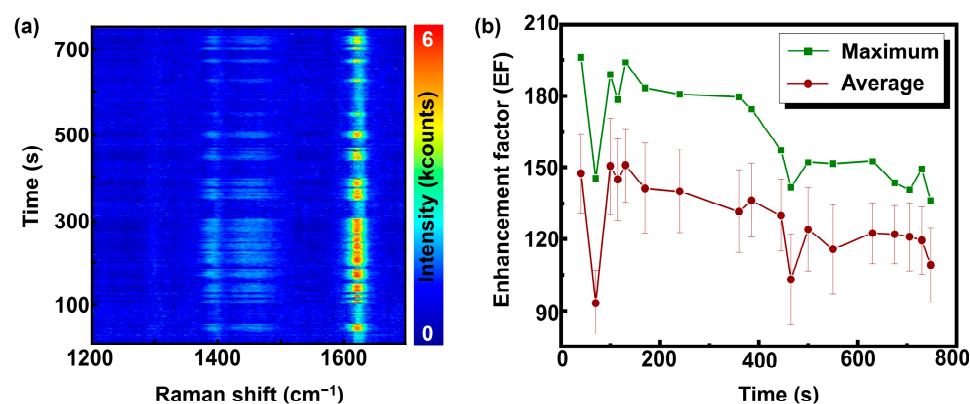 (a)
700
500
300
100
Time (s)
1200
1400
1600
Raman shift (cm⁻¹)
6
Intensity (kcounts)
0
(b)
210
180
150
120
90
Enhancement factor (EF)
Maximum
Average
0
200
400
600
800
Time (s)